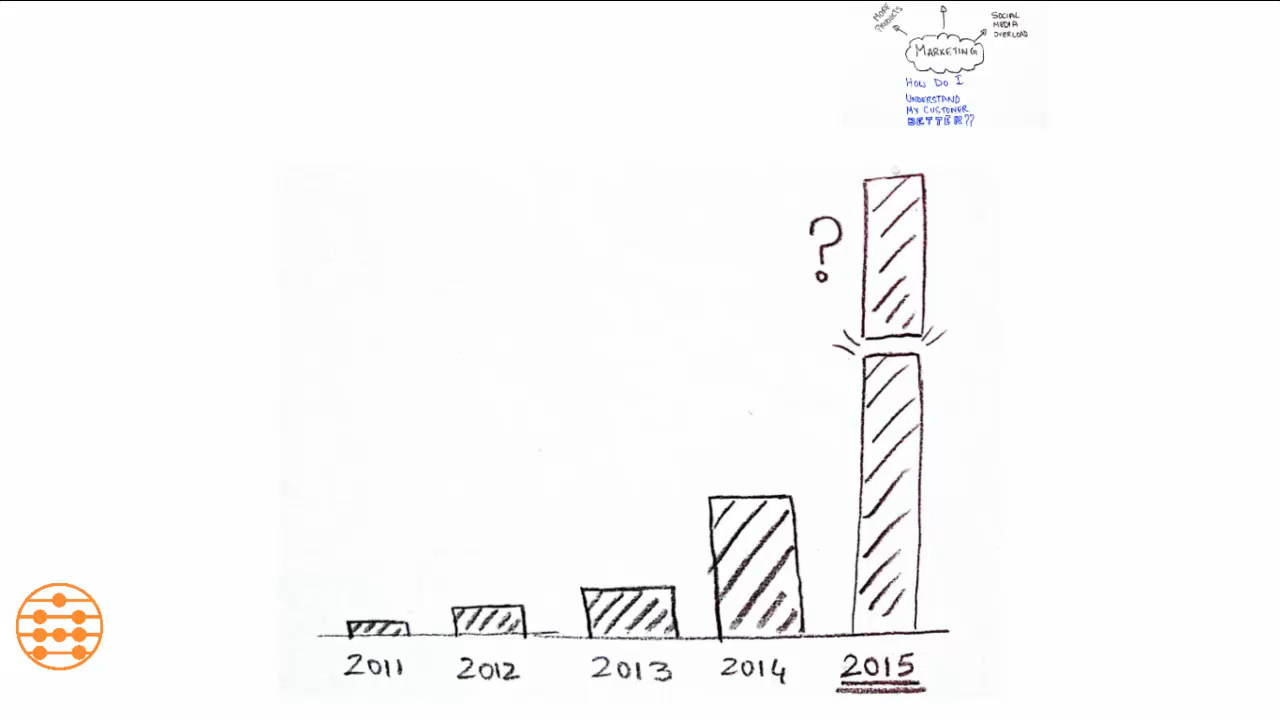 MORE
PRODUCTS
SOCIAL
MEDIA
OVERLOAD
MARKETING
HOW DO I
UNDERSTAND
MY CUSTOMER
BETTER??
?
2011 2012 2013 2014 2015